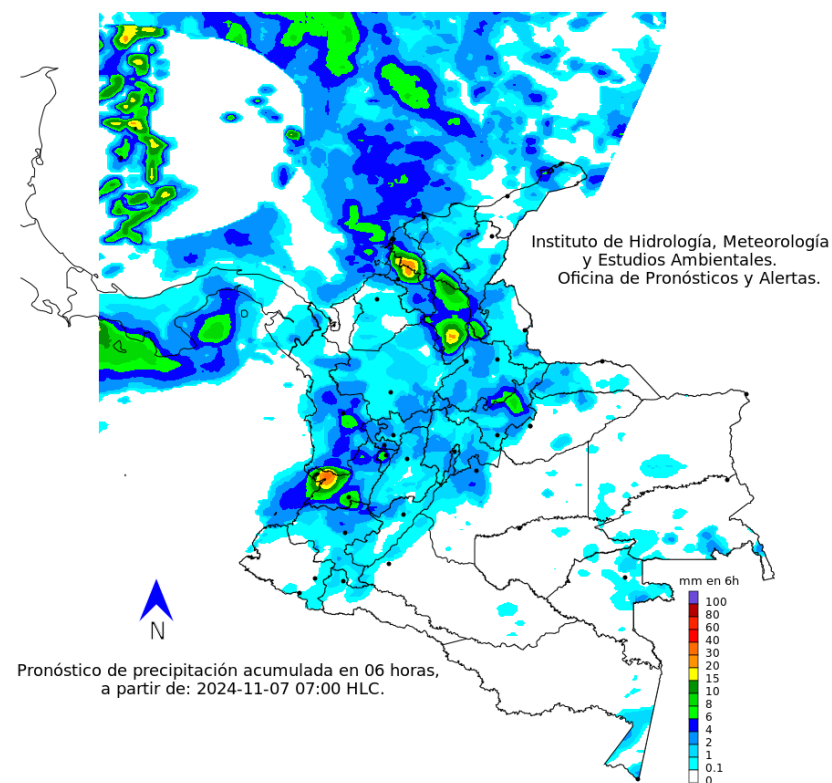 Instituto de Hidrología, Meteorología
y Estudios Ambientales.
Oficina de Pronósticos y Alertas.
mm en 6h
100
80
60
40
30
20
15
10
8
6
4
2
1
0.1
0
N
Pronóstico de precipitación acumulada en 06 horas,
a partir de: 2024-11-07 07:00 HLC.